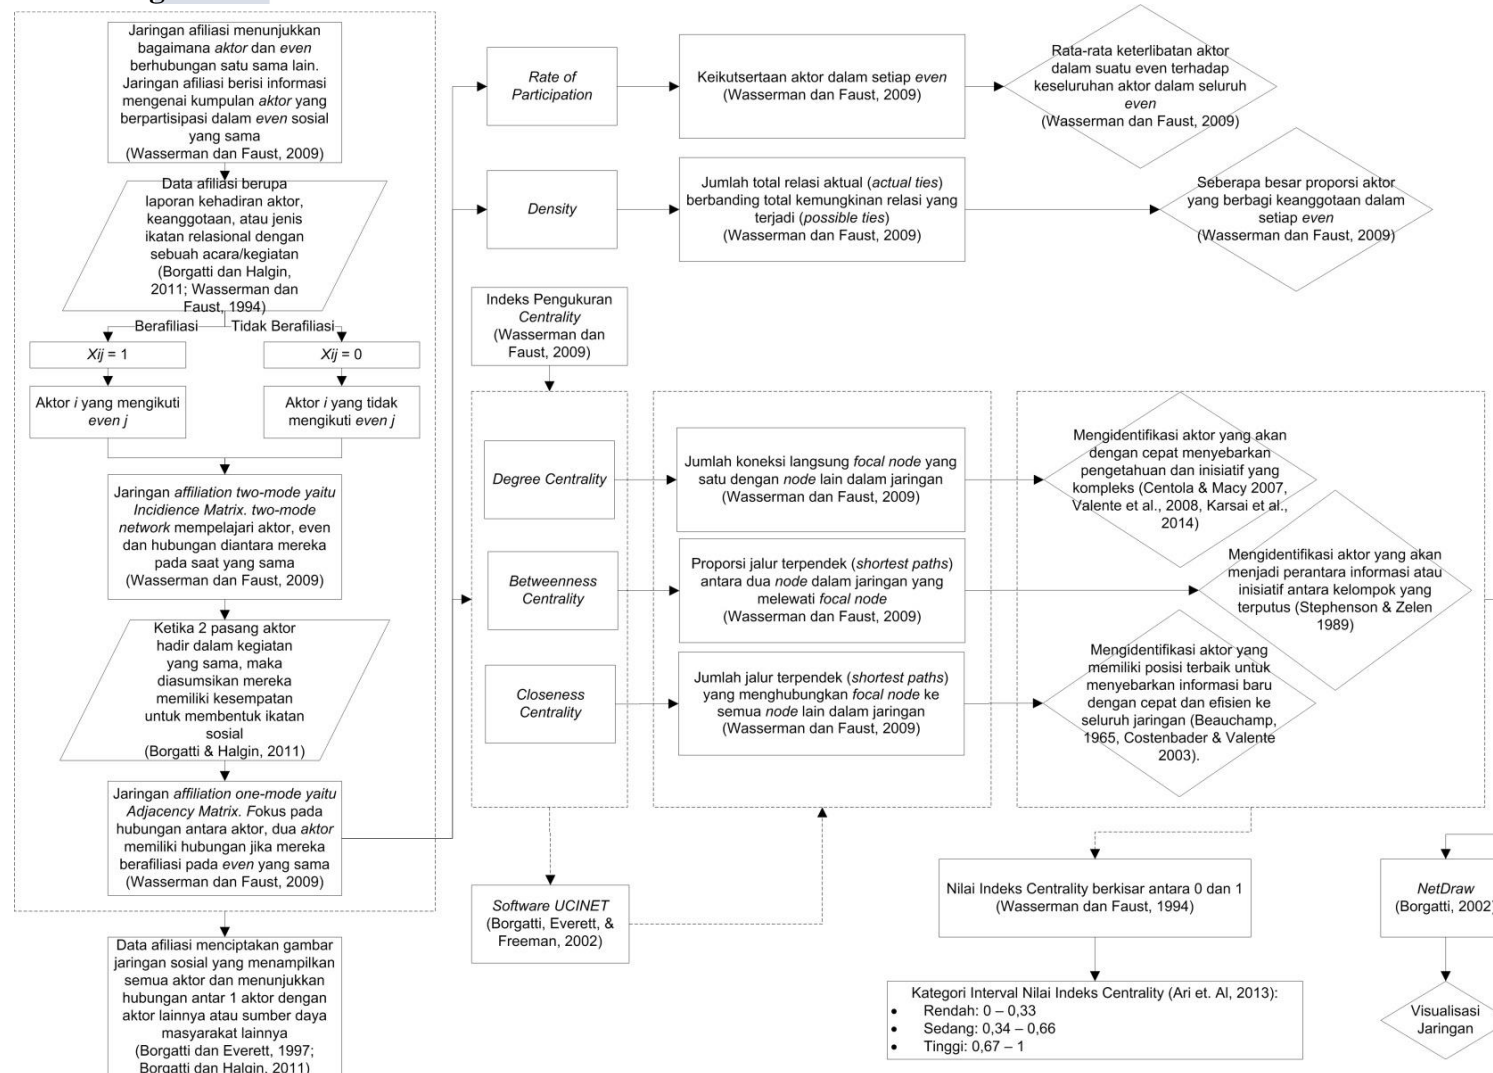 Jaringan afiliasi menunjukkan
bagaimana aktor dan even
berhubungan satu sama lain.
Jaringan afiliasi berisi informasi
mengenai kumpulan aktor yang
berpartisipasi dalam even sosial
yang sama
(Wasserman dan Faust, 2009)
Data afiliasi berupa
laporan kehadiran aktor,
keanggotaan, atau jenis
ikatan relasional dengan
sebuah acara/kegiatan
(Borgatti dan Halgin,
2011; Wasserman dan
Faust, 1994)
Berafiliasi
Tidak Berafiliasi
Xij = 1
Xij = 0
Aktor i yang mengikuti
even j
Aktor i yang tidak
mengikuti even j
Jaringan affiliation two-mode yaitu
Incidience Matrix. two-mode
network mempelajari aktor, even
dan hubungan diantara mereka
pada saat yang sama
(Wasserman dan Faust, 2009)
Ketika 2 pasang aktor
hadir dalam kegiatan
yang sama, maka
diasumsikan mereka
memiliki kesempatan
untuk membentuk ikatan
sosial
(Borgatti & Halgin, 2011)
Jaringan affiliation one-mode yaitu
Adjacency Matrix. Fokus pada
hubungan antara aktor, dua aktor
memiliki hubungan jika mereka
berafiliasi pada even yang sama
(Wasserman dan Faust, 2009)
Data afiliasi menciptakan gambar
jaringan sosial yang menampilkan
semua aktor dan menunjukkan
hubungan antar 1 aktor dengan
aktor lainnya atau sumber daya
masyarakat lainnya
(Borgatti dan Everett, 1997;
Borgatti dan Halgin, 2011)
Rate of
Participation
Keikutsertaan aktor dalam setiap even
(Wasserman dan Faust, 2009)
Rata-rata keterlibatan aktor
dalam suatu even terhadap
keseluruhan aktor dalam seluruh
even
(Wasserman dan Faust, 2009)
Density
Jumlah total relasi aktual (actual ties)
berbanding total kemungkinan relasi yang
terjadi (possible ties)
(Wasserman dan Faust, 2009)
Seberapa besar proporsi aktor
yang berbagi keanggotaan dalam
setiap even
(Wasserman dan Faust, 2009)
Indeks Pengukuran
Centrality
(Wasserman dan
Faust, 2009)
Degree Centrality
Jumlah koneksi langsung focal node yang
satu dengan node lain dalam jaringan
(Wasserman dan Faust, 2009)
Mengidentifikasi aktor yang akan
dengan cepat menyebarkan
pengetahuan dan inisiatif yang
kompleks (Centola & Macy 2007,
Valente et al., 2008, Karsai et al.,
2014)
Betweenness
Centrality
Proporsi jalur terpendek (shortest paths)
antara dua node dalam jaringan yang
melewati focal node
(Wasserman dan Faust, 2009)
Mengidentifikasi aktor yang akan
menjadi perantara informasi atau
inisiatif antara kelompok yang
terputus (Stephenson & Zelen
1989)
Closeness
Centrality
Jumlah jalur terpendek (shortest paths)
yang menghubungkan focal node ke
semua node lain dalam jaringan
(Wasserman dan Faust, 2009)
Mengidentifikasi aktor yang
memiliki posisi terbaik untuk
menyebarkan informasi baru
dengan cepat dan efisien ke
seluruh jaringan (Beauchamp,
1965, Costenbader & Valente
2003).
Software UCINET
(Borgatti, Everett, &
Freeman, 2002)
Nilai Indeks Centrality berkisar antara 0 dan 1
(Wasserman dan Faust, 1994)
Kategori Interval Nilai Indeks Centrality (Ari et. Al, 2013):
• Rendah: 0 – 0,33
• Sedang: 0,34 – 0,66
• Tinggi: 0,67 – 1
NetDraw
(Borgatti, 2002)
Visualisasi
Jaringan